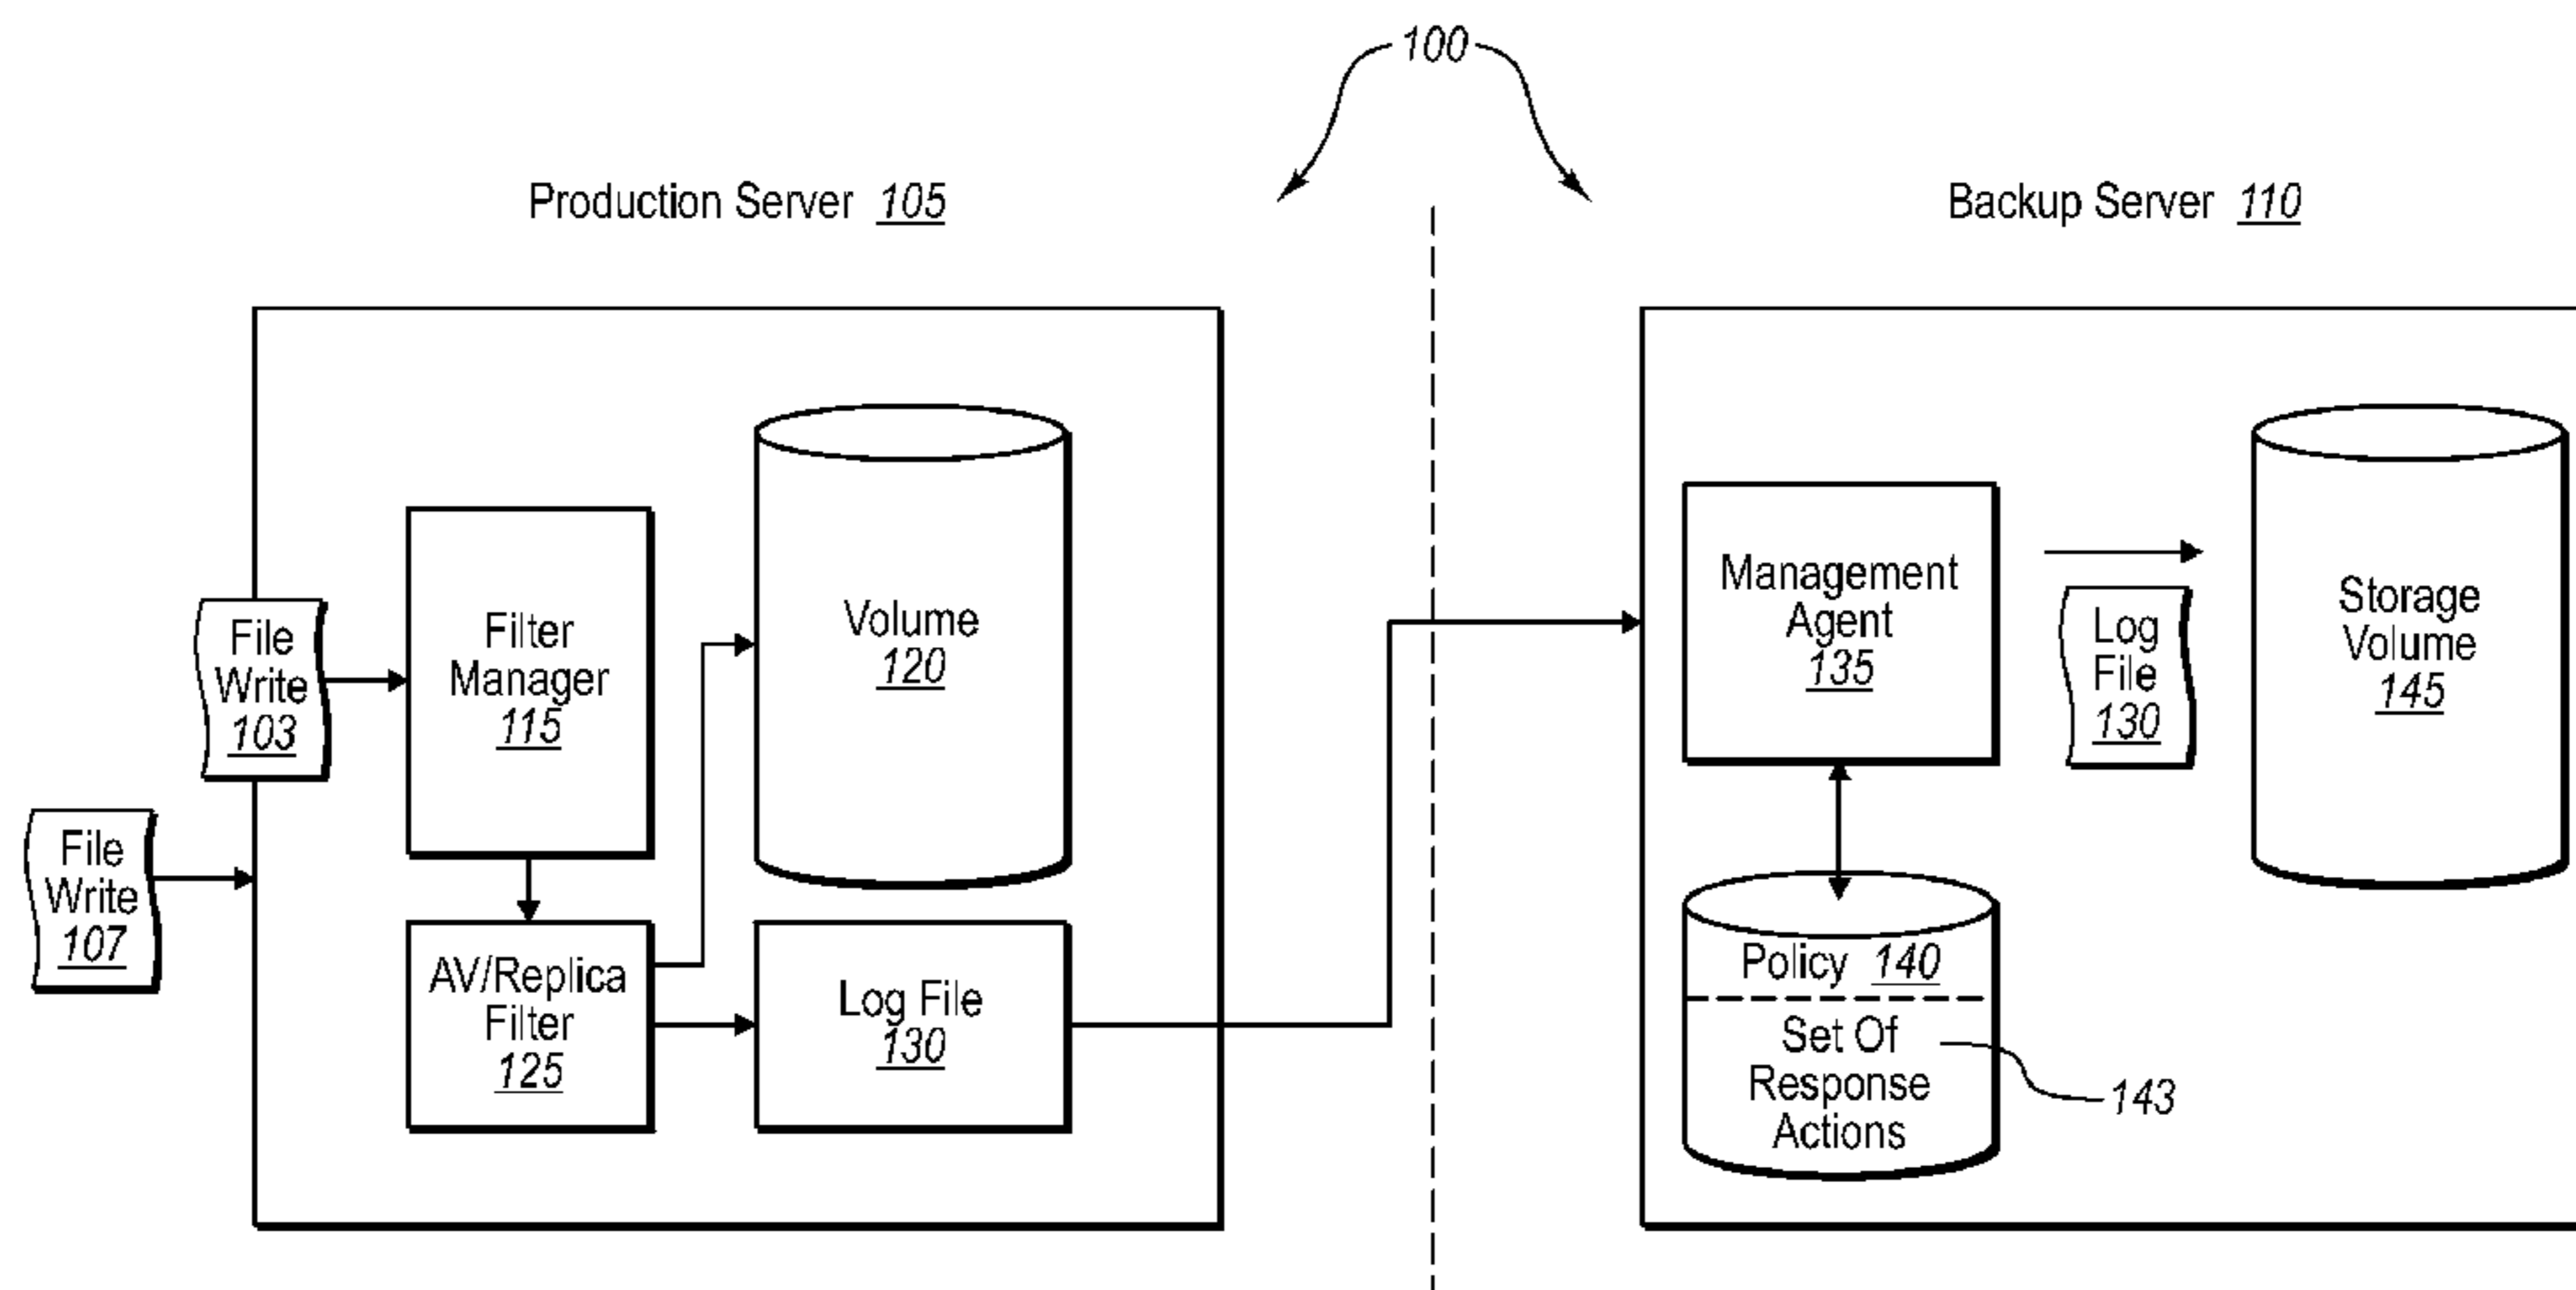 100
Production Server 105
Backup Server 110
File
Write
103
File
Write
107
Filter
Manager
115
Volume
120
AV/Replica
Filter
125
Log File
130
Management
Agent
135
Log
File
130
Storage
Volume
145
Policy 140
Set Of
Response
Actions
143